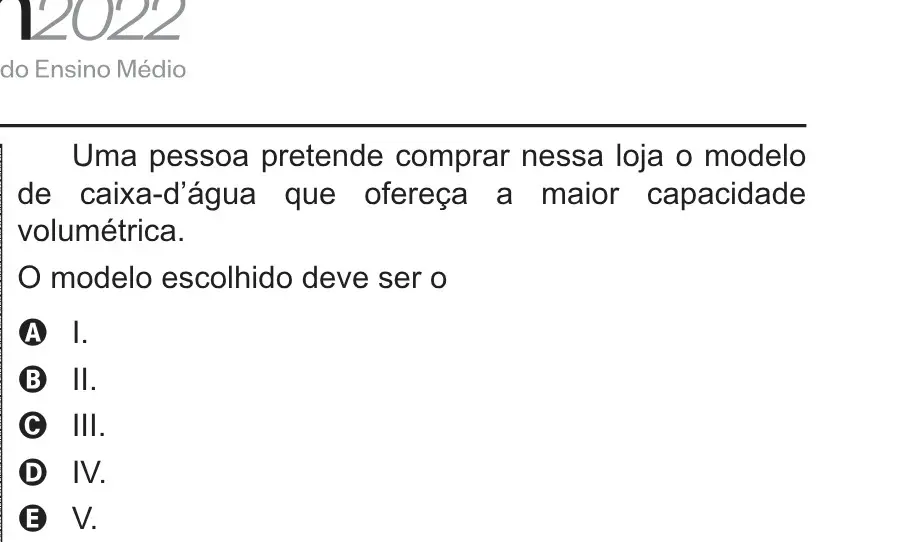 2022
do Ensino Médio
Uma pessoa pretende comprar nessa loja o modelo
de caixa-d’água que ofereça a maior capacidade
volumétrica.
O modelo escolhido deve ser o
A I.
B II.
C III.
D IV.
E V.